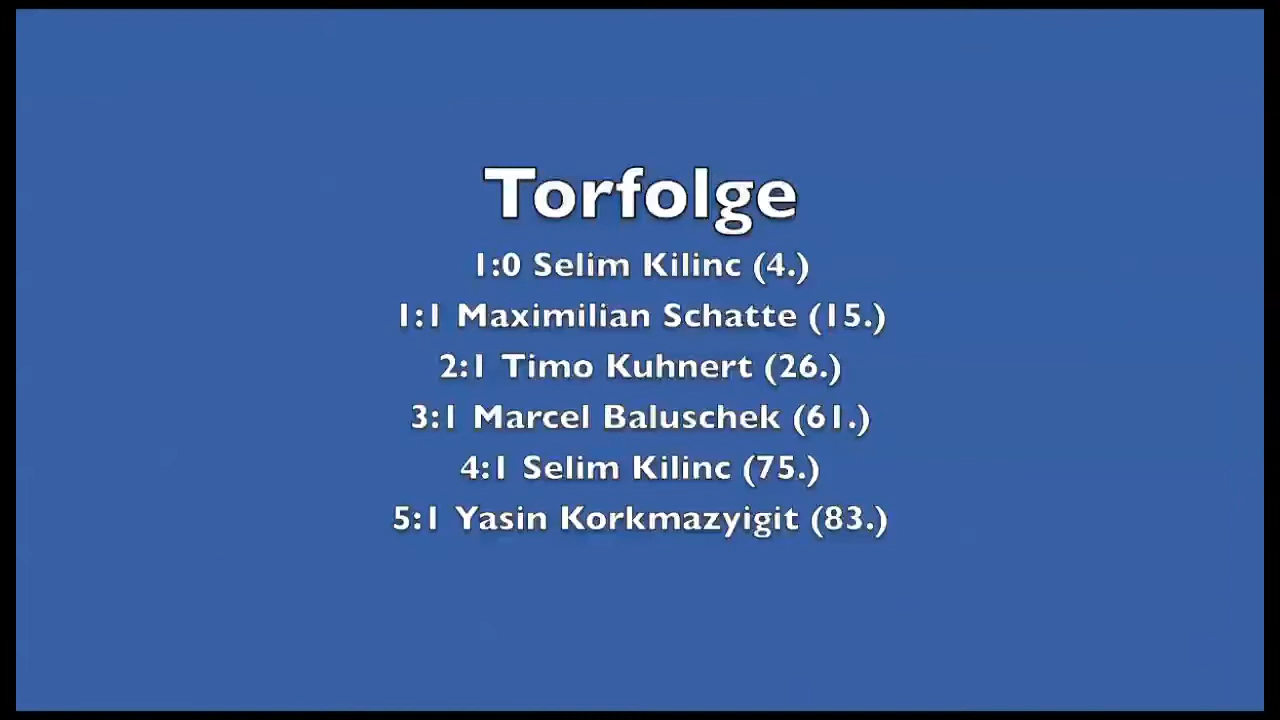 Torfolge
1:0 Selim Kilinc (4.)
1:1 Maximilian Schatte (15.)
2:1 Timo Kuhnert (26.)
3:1 Marcel Baluschek (61.)
4:1 Selim Kilinc (75.)
5:1 Yasin Korkmazyigit (83.)